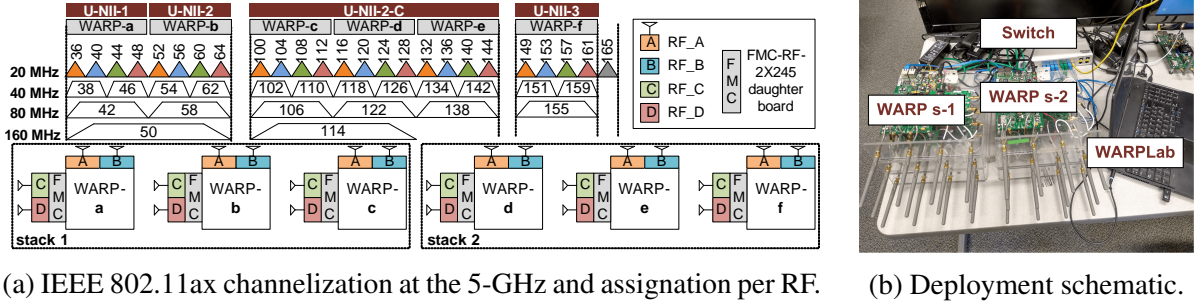 U-NII-1 U-NII-2 U-NII-2-C U-NII-3
WARP-a WARP-b WARP-c WARP-d WARP-e WARP-f
36 40 44 48 52 56 60 64 100 104 108 112 116 120 124 128 132 136 140 144 149 153 157 161 165
20 MHz
40 MHz 38 46 54 62 102 110 118 126 134 142 151 159
80 MHz 42 58 106 122 138 155
160 MHz 50 114
A RF_A
B RF_B
C RF_C
D RF_D
F M C
FMC-RF-
2X245
daughter
board
A B C D F M C WARP-
a
A B C D F M C WARP-
b
A B C D F M C WARP-
c
stack 1
A B C D F M C WARP-
d
A B C D F M C WARP-
e
A B C D F M C WARP-
f
stack 2
Switch
WARP s-1
WARP s-2
WARPLab
(a) IEEE 802.11ax channelization at the 5-GHz and assignation per RF.
(b) Deployment schematic.